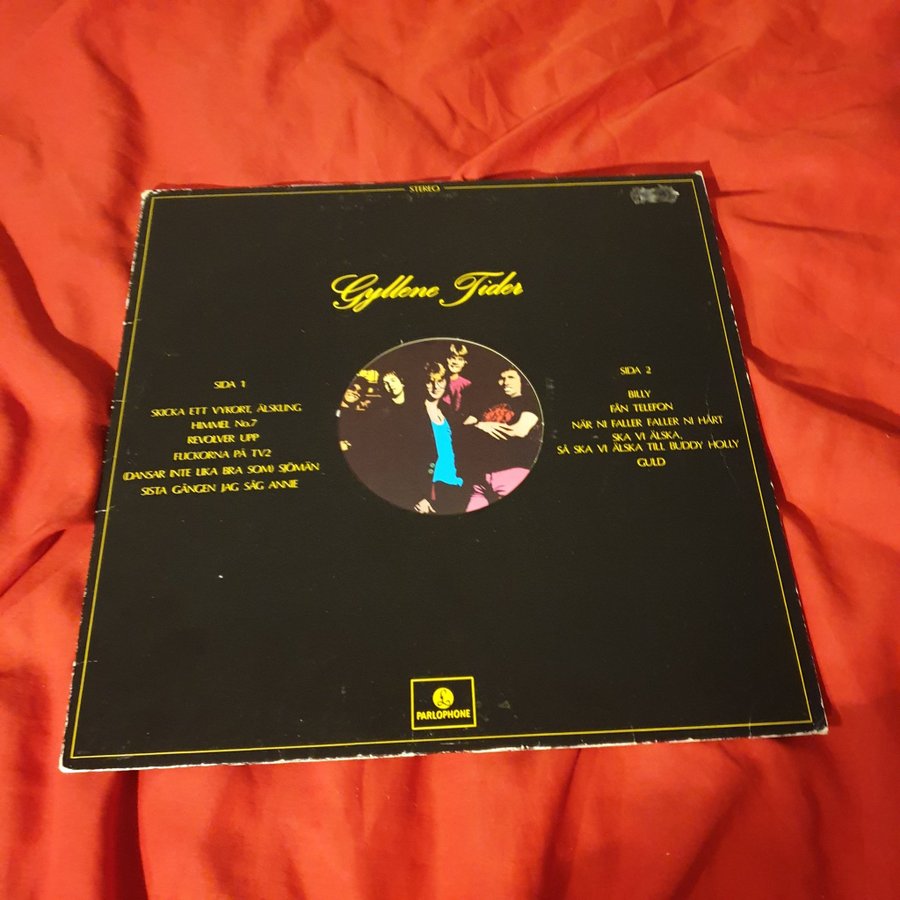 STEREO
Gyllene Tider
SIDA 1
SKICKA ETT VYKORT, ÄLSKLING
HIMMEL No.7
REVOLVER UPP
FLICKORNA PÅ TV2
(DANSAR INTE LIKA BRA SOM) SJÖMÄN
SISTA GÅNGEN JAG SÅG ANNIE
SIDA 2
BILLY
FÅN TELEFON
NÄR NI FALLER FALLER NI HÅRT
SKA VI ÄLSKA,
SÅ SKA VI ÄLSKA TILL BUDDY HOLLY
GULD
PARLOPHONE